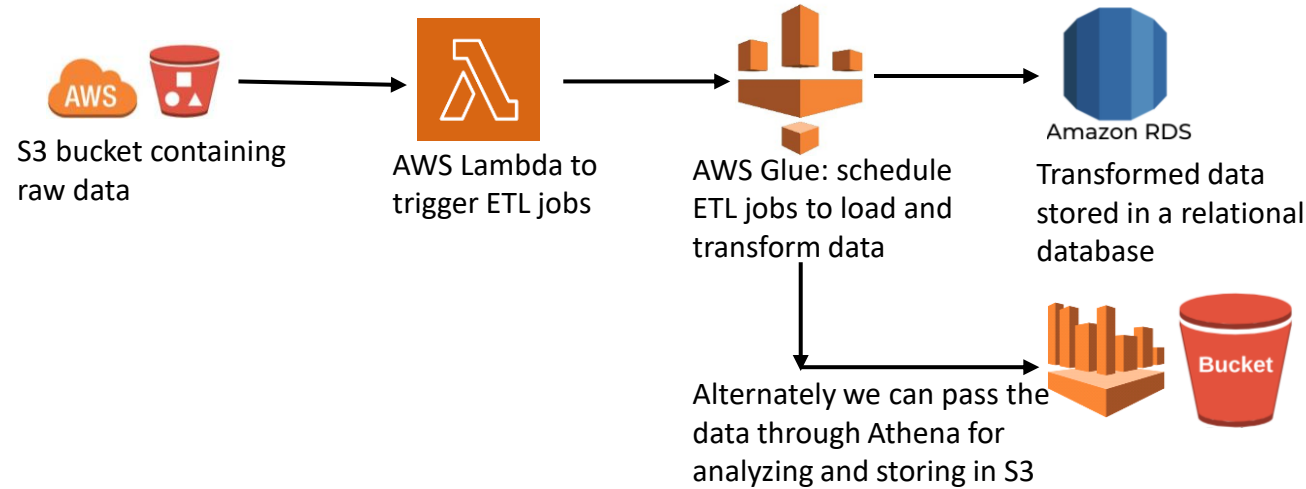 AWS
S3 bucket containing
raw data
AWS Lambda to
trigger ETL jobs
AWS Glue: schedule
ETL jobs to load and
transform data
Amazon RDS
Transformed data
stored in a relational
database
Alternately we can pass the
data through Athena for
analyzing and storing in S3
Bucket